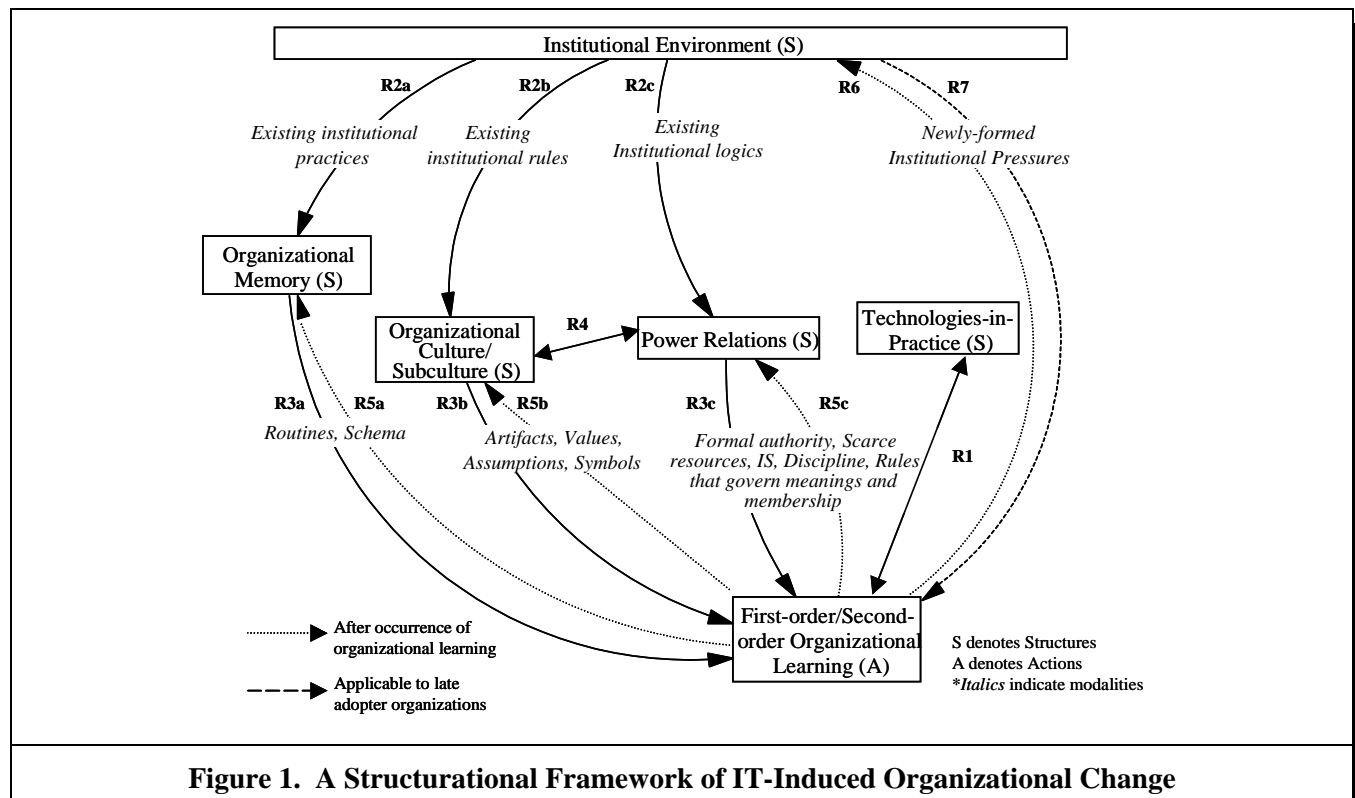 Institutional Environment (S)
R2a
R2b
R2c
R6
R7
Existing institutional
practices
Existing
institutional rules
Existing
Institutional logics
Newly-formed
Institutional Pressures
Organizational
Memory (S)
Organizational
Culture/
Subculture (S)
R4
Power Relations (S)
Technologies-in-
Practice (S)
R3a
R5a
R3b
R5b
R3c
R5c
R1
Routines, Schema
Artifacts, Values,
Assumptions, Symbols
Formal authority, Scarce
resources, IS, Discipline, Rules
that govern meanings and
membership
First-order/Second-
order Organizational
Learning (A)
After occurrence of
organizational learning
Applicable to late
adopter organizations
S denotes Structures
A denotes Actions
*Italics indicate modalities
Figure 1. A Structurational Framework of IT-Induced Organizational Change